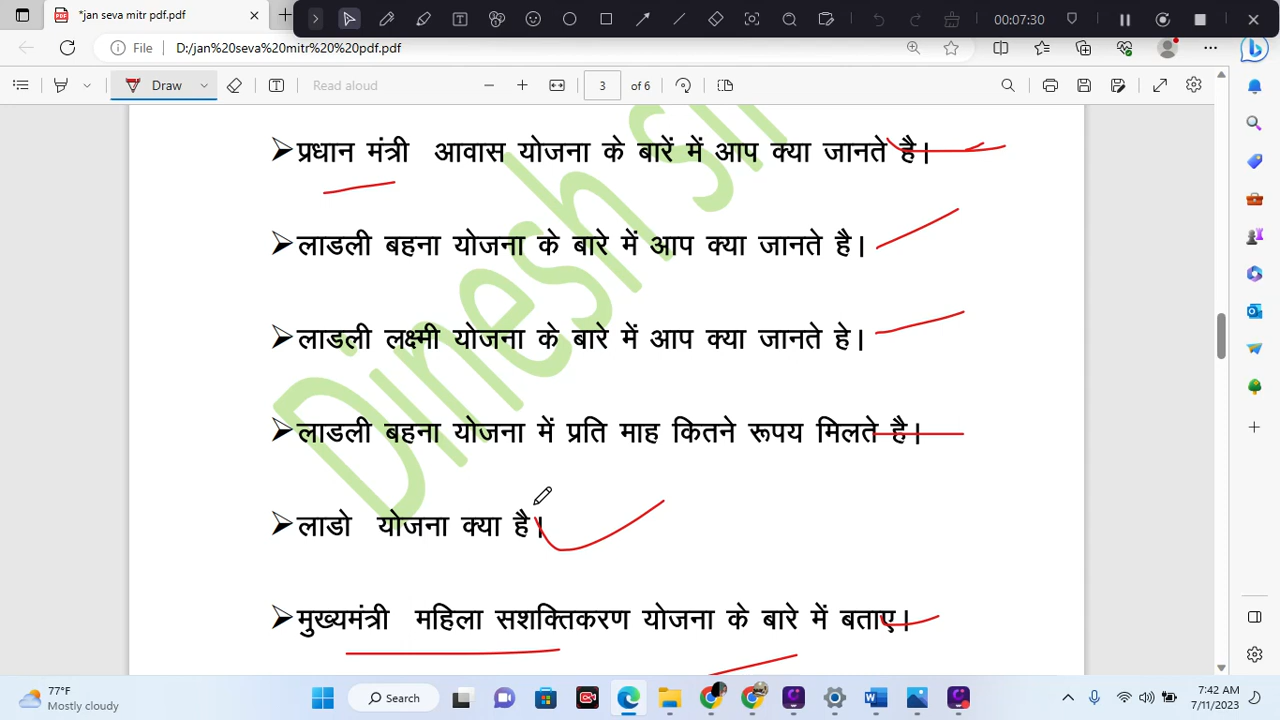 *jan seva mitr pdf.pdf
00:07:30
File D:/jan%20seva%20mitr%20%20pdf.pdf
Draw Read aloud 3 of 6
➢प्रधान मंत्री आवास योजना के बारें में आप क्या जानते है।
➢लाडली बहना योजना के बारे में आप क्या जानते है।
➢लाडली लक्ष्मी योजना के बारे में आप क्या जानते हे।
➢लाडली बहना योजना में प्रति माह कितने रूपय मिलते है।
➢लाडो योजना क्या है।
➢मुख्यमंत्री महिला सशक्तिकरण योजना के बारे में बताए।
Dinesh
77°F
Mostly cloudy
Search
7:42 AM
7/11/2023